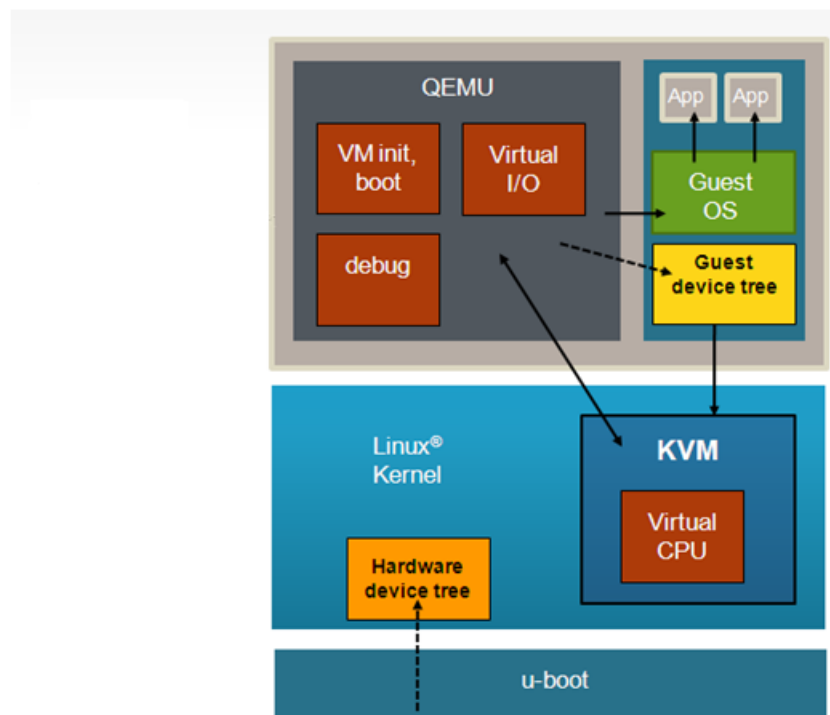 QEMU
VM init,
boot
Virtual
I/O
debug
App
App
Guest
OS
Guest
device tree
Linux®
Kernel
KVM
Virtual
CPU
Hardware
device tree
u-boot